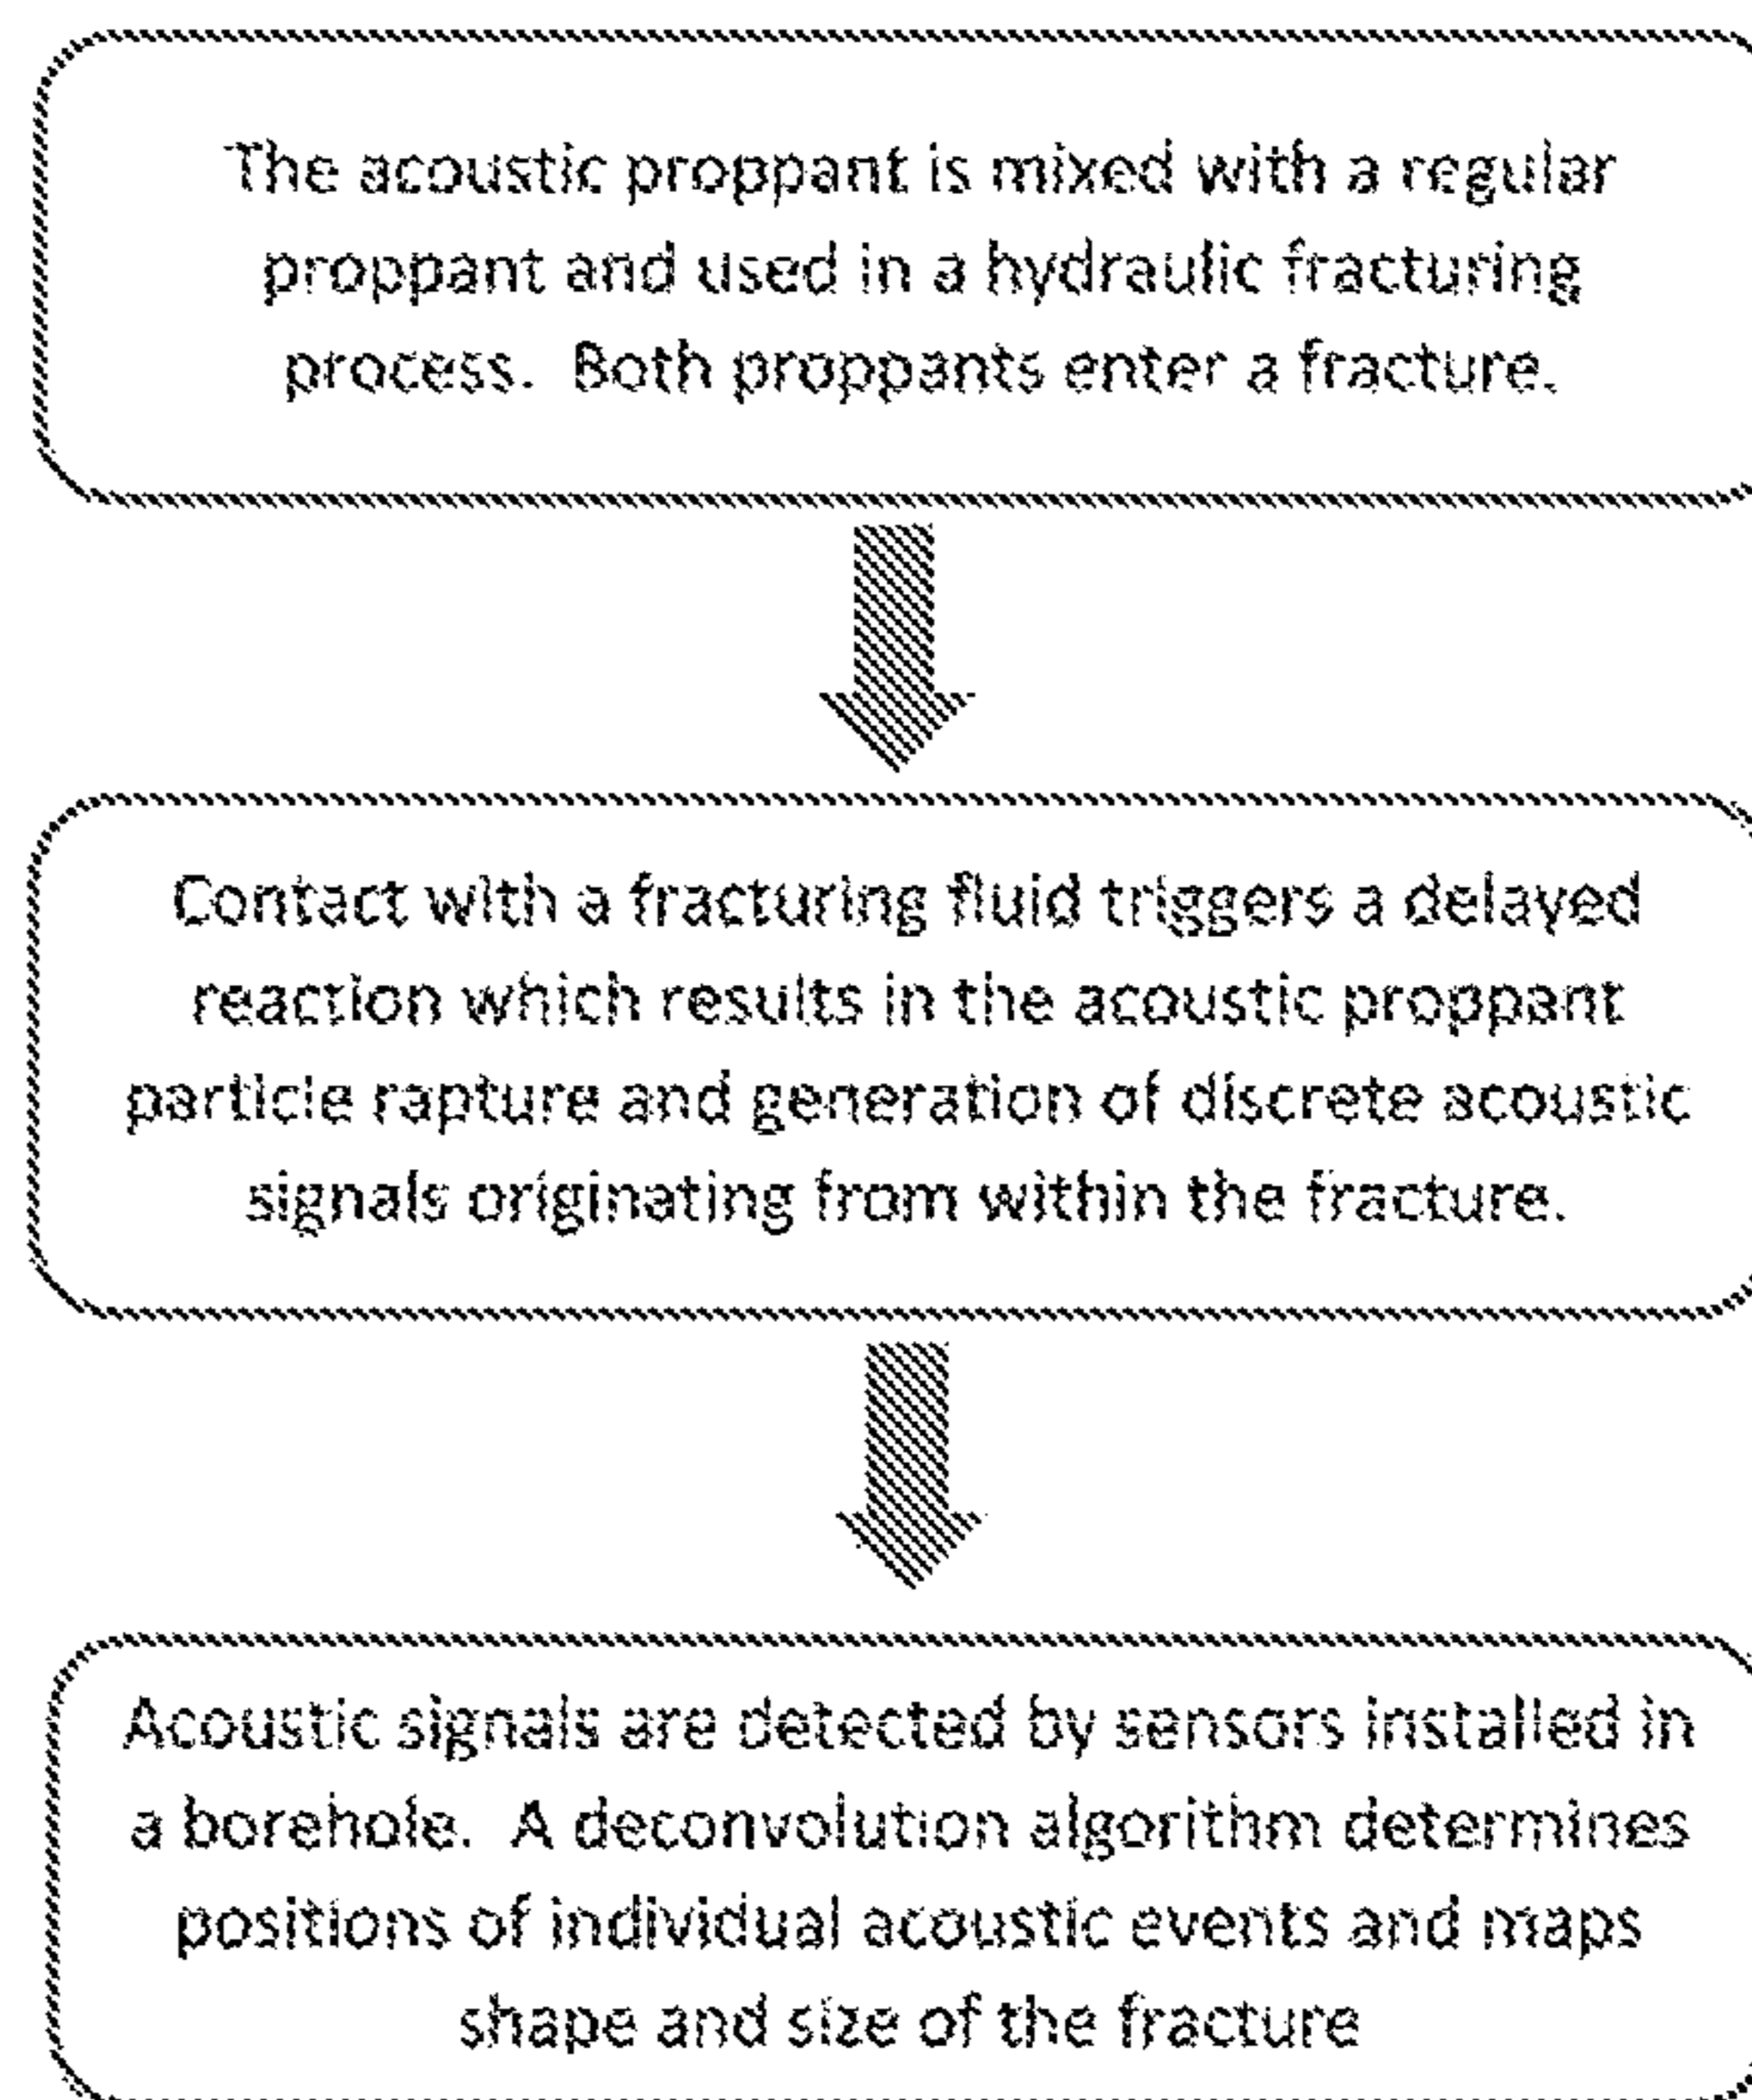 The acoustic proppant is mixed with a regular
proppant and used in a hydraulic fracturing
process. Both proppants enter a fracture.
Contact with a fracturing fluid triggers a delayed
reaction which results in the acoustic proppant
particle rapture and generation of discrete acoustic
signals originating from within the fracture.
Acoustic signals are detected by sensors installed in
a borehole. A deconvolution algorithm determines
positions of individual acoustic events and maps
shape and size of the fracture